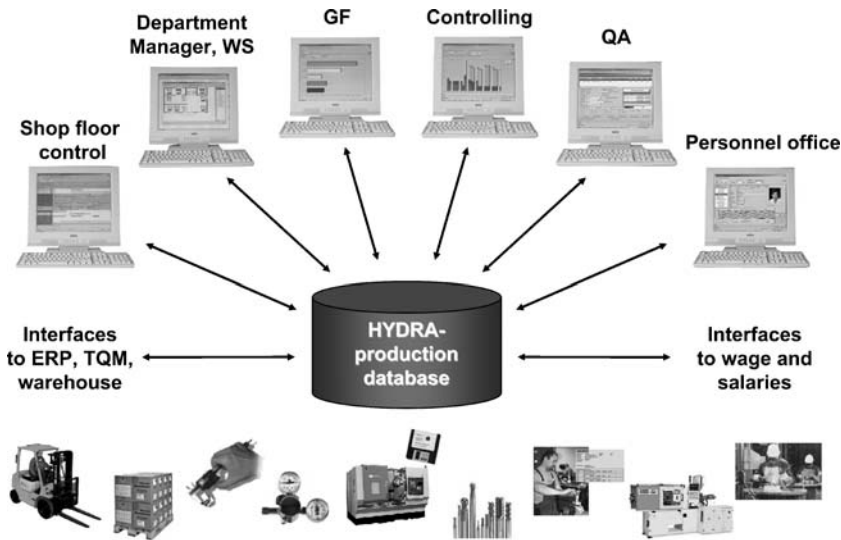 Department
Manager, WS
GF
Controlling
QA
Shop floor
control
Personnel office
HYDRA-
production
database
Interfaces
to ERP, TQM,
warehouse
Interfaces
to wage and
salaries